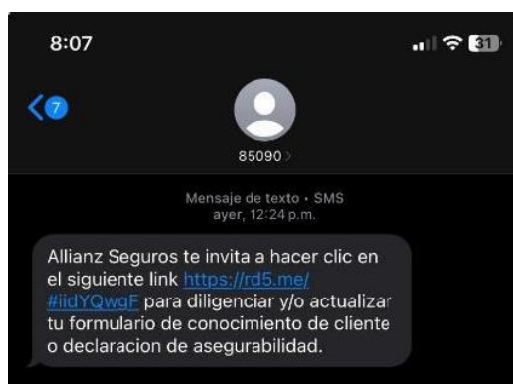 8:07
31
7
85090 >
Mensaje de texto • SMS
ayer, 12:24 p.m.
Allianz Seguros te invita a hacer clic en
el siguiente link https://rd5.me/
#iidYQwgF para diligenciar y/o actualizar
tu formulario de conocimiento de cliente
o declaracion de asegurabilidad.